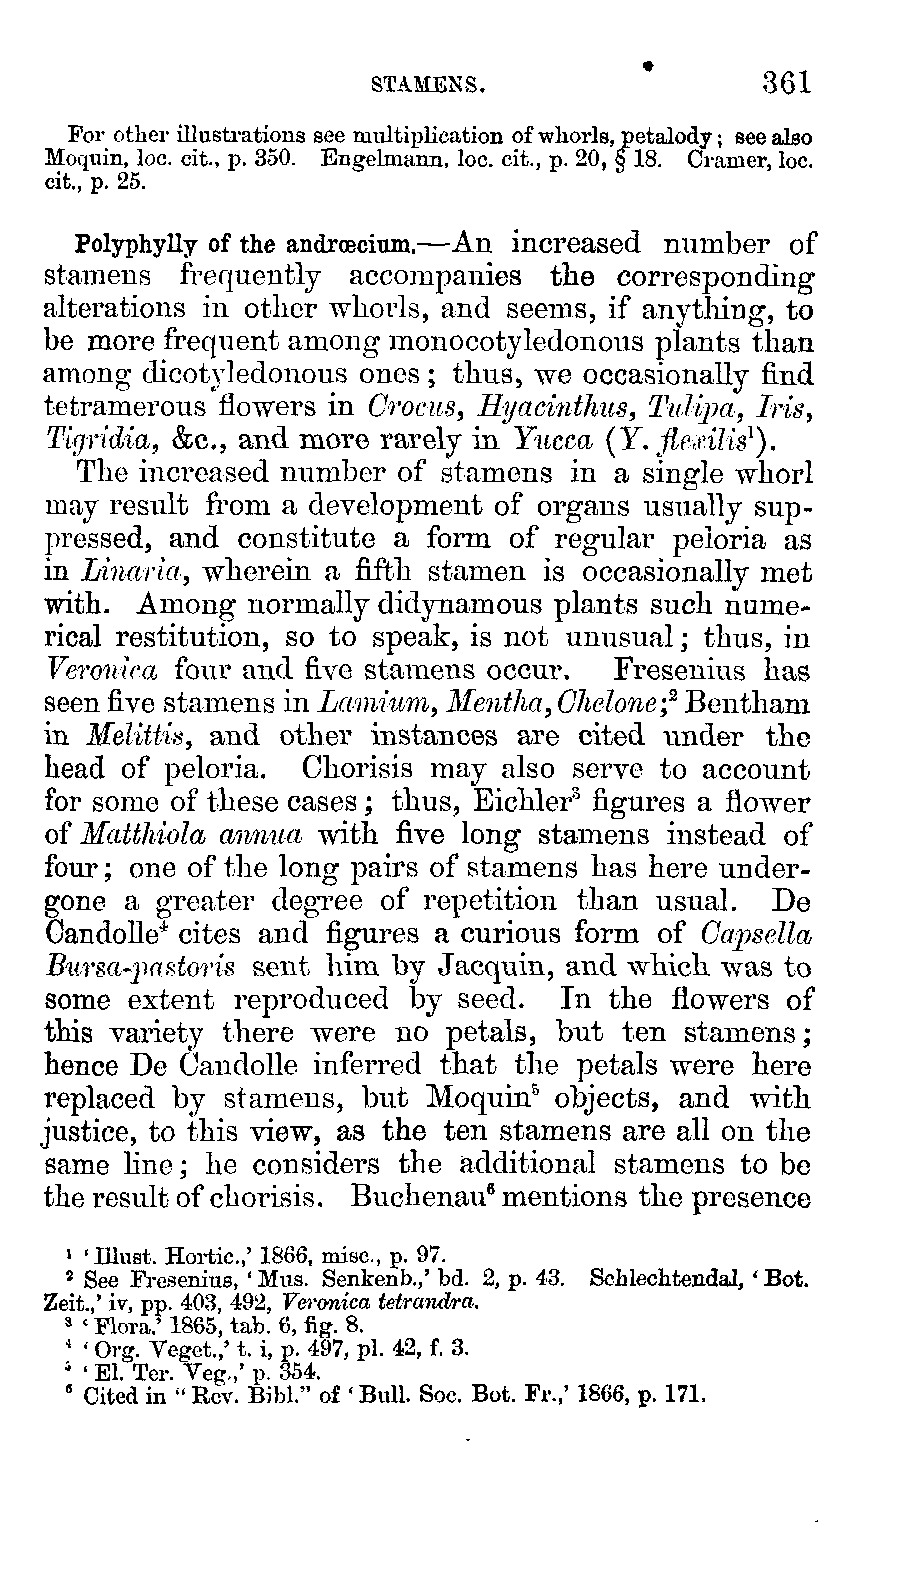 STAMENS. 361
For other illustrations see multiplication of whorls, petalody; see also
Moquin, loc. cit., p. 350. Engelmann, loc. cit., p. 20, § 18. Cramer, loc.
cit., p. 25.
Polyphylly of the andrœcium.—An increased number of
stamens frequently accompanies the corresponding
alterations in other whorls, and seems, if anything, to
be more frequent among monocotyledonous plants than
among dicotyledonous ones; thus, we occasionally find
tetramerous flowers in Crocus, Hyacinthus, Tulipa, Iris,
Tigridia, &c., and more rarely in Yucca (Y. flexilis¹).
The increased number of stamens in a single whorl
may result from a development of organs usually sup-
pressed, and constitute a form of regular peloria as
in Linaria, wherein a fifth stamen is occasionally met
with. Among normally didynamous plants such nume-
rical restitution, so to speak, is not unusual; thus, in
Veronica four and five stamens occur. Fresenius has
seen five stamens in Lamium, Mentha, Chelone;² Bentham
in Melittis, and other instances are cited under the
head of peloria. Chorisis may also serve to account
for some of these cases; thus, Eichler³ figures a flower
of Matthiola annua with five long stamens instead of
four; one of the long pairs of stamens has here under-
gone a greater degree of repetition than usual. De
Candolle⁴ cites and figures a curious form of Capsella
Bursa-pastoris sent him by Jacquin, and which was to
some extent reproduced by seed. In the flowers of
this variety there were no petals, but ten stamens;
hence De Candolle inferred that the petals were here
replaced by stamens, but Moquin⁵ objects, and with
justice, to this view, as the ten stamens are all on the
same line; he considers the additional stamens to be
the result of chorisis. Buchenau⁶ mentions the presence
¹ ‘Illust. Hortic.,’ 1866, misc., p. 97.
² See Fresenius, ‘Mus. Senkenb.,’ bd. 2, p. 43. Schlechtendal, ‘Bot.
Zeit.,’ iv, pp. 403, 492, Veronica tetrandra.
³ ‘Flora.’ 1865, tab. 6, fig. 8.
⁴ ‘Org. Veget.,’ t. i, p. 497, pl. 42, f. 3.
⁵ ‘El. Ter. Veg.,’ p. 354.
⁶ Cited in “Rev. Bibl.” of ‘Bull. Soc. Bot. Fr.,’ 1866, p. 171.